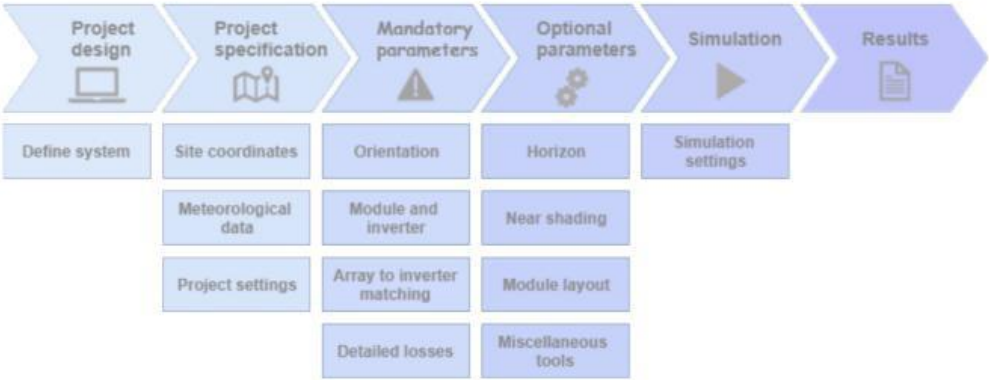 Project
design
Project
specification
Mandatory
parameters
Optional
parameters
Simulation
Results
Define system
Site coordinates
Orientation
Horizon
Simulation
settings
Meteorological
data
Module and
inverter
Near shading
Project settings
Array to inverter
matching
Module layout
Detailed losses
Miscellaneous
tools